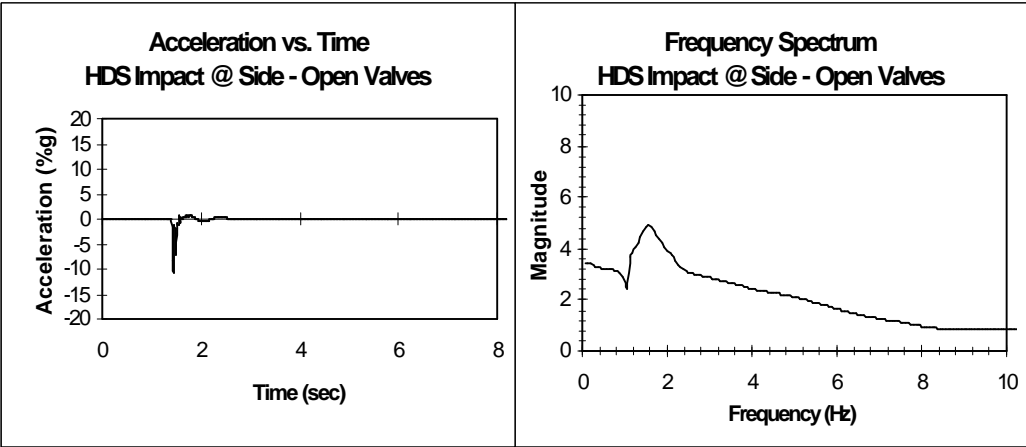 Acceleration vs. Time
HDS Impact @ Side - Open Valves
Acceleration (%g)
20
15
10
5
0
-5
-10
-15
-20
0 2 4 6 8
Time (sec)
Frequency Spectrum
HDS Impact @ Side - Open Valves
Magnitude
10
8
6
4
2
0
0 2 4 6 8 10
Frequency (Hz)